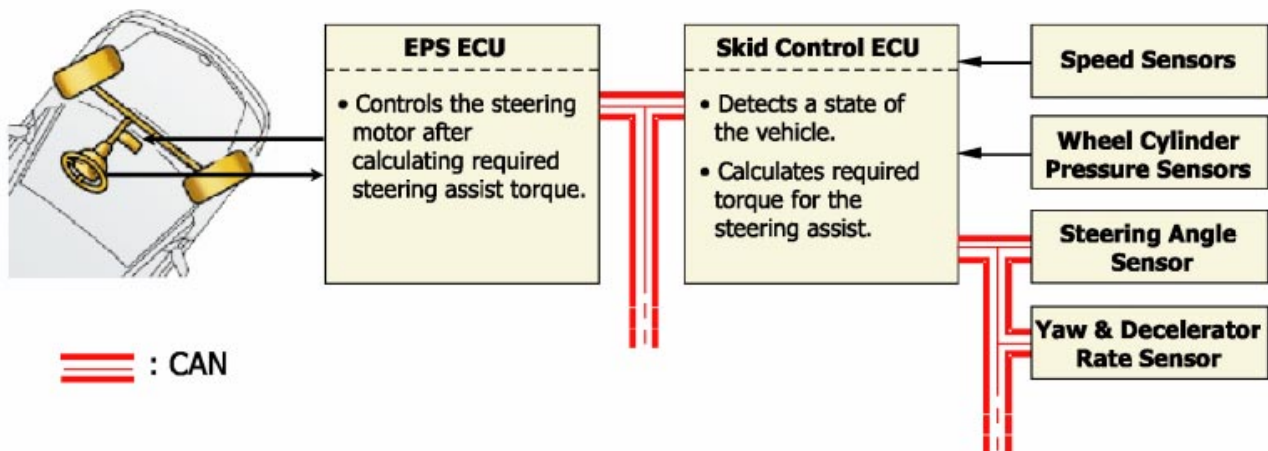 EPS ECU
• Controls the steering
motor after
calculating required
steering assist torque.
Skid Control ECU
• Detects a state of
the vehicle.
• Calculates required
torque for the
steering assist.
Speed Sensors
Wheel Cylinder
Pressure Sensors
Steering Angle
Sensor
Yaw & Decelerator
Rate Sensor
: CAN